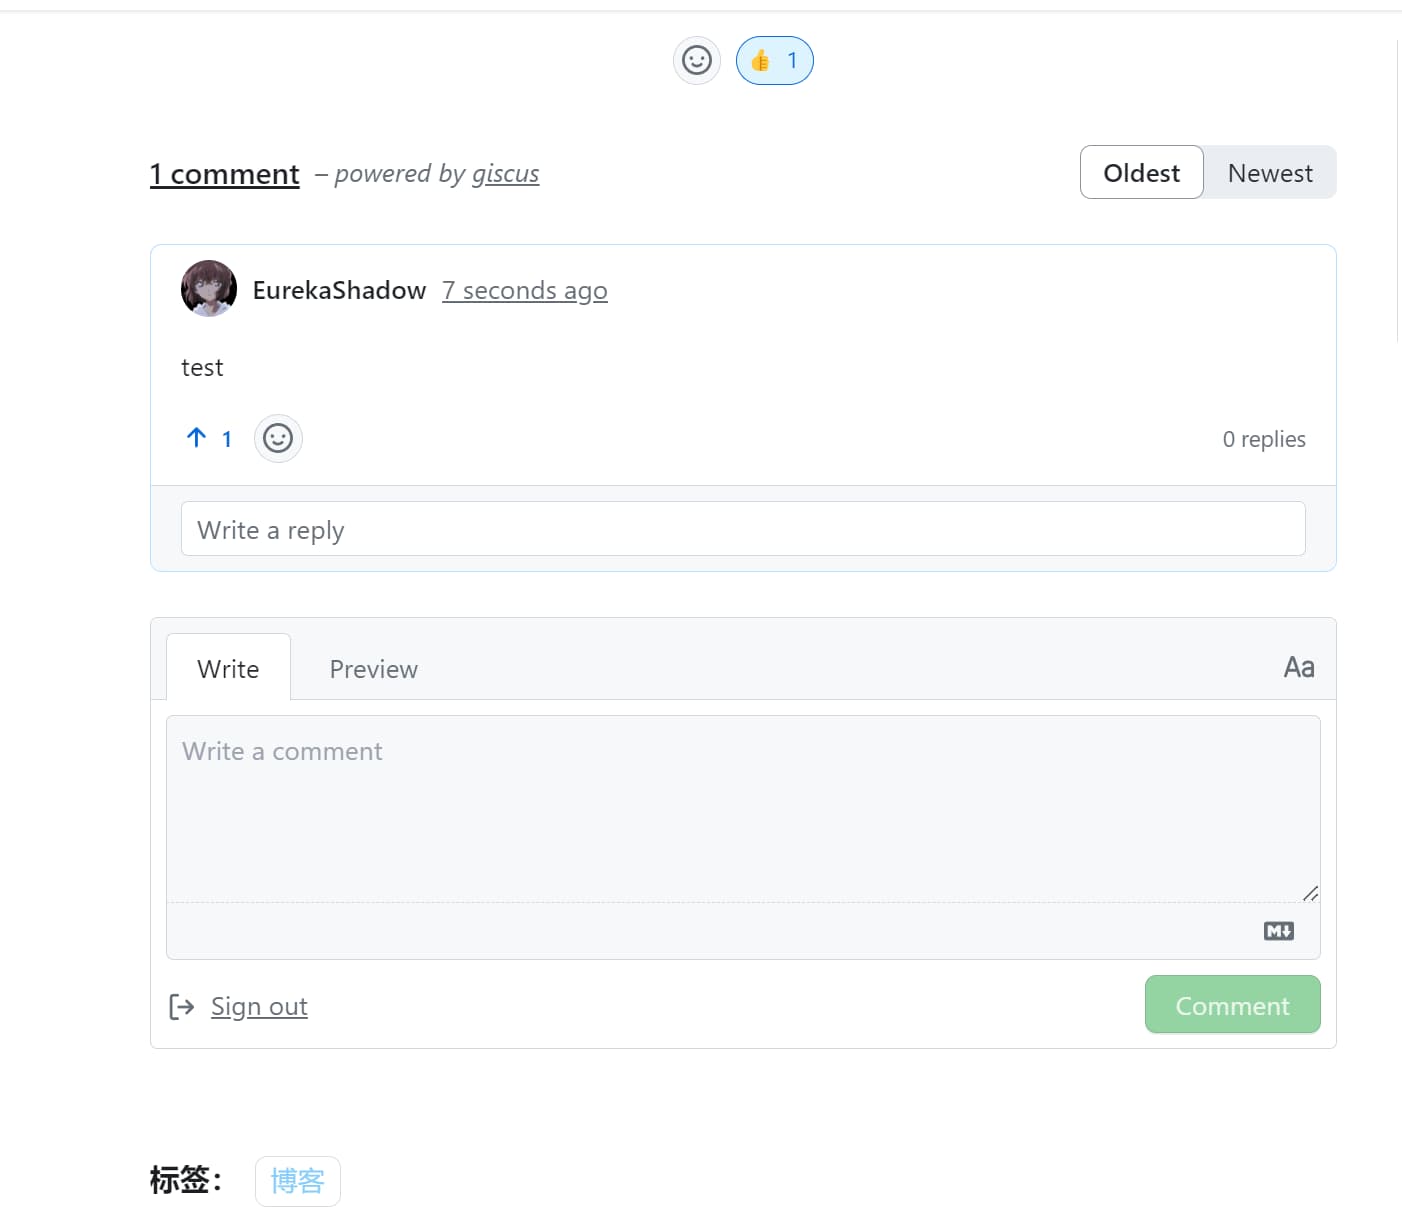 👍 1
1 comment – powered by giscus
Oldest Newest
EurekaShadow 7 seconds ago
test
↑ 1
0 replies
Write a reply
Write Preview Aa
Write a comment
M↓
Sign out Comment
标签： 博客